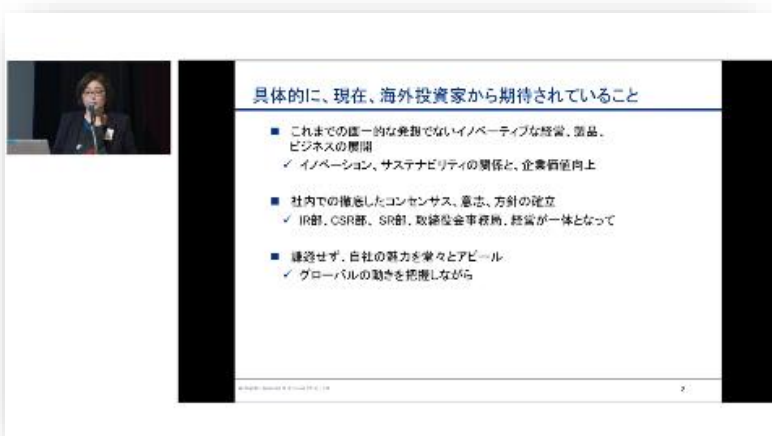 具体的に、現在、海外投資家から期待されていること
■ これまでの画一的な発想でないイノベーティブな経営、製品、
ビジネスの展開
✓ イノベーション、サステナビリティの関係と、企業価値向上
■ 社内での徹底したコンセンサス、意志、方針の確立
✓ IR部、CSR部、SR部、取締役会事務局、経営が一体となって
■ 謙遜せず、自社の魅力を堂々とアピール
✓ グローバルの動きを把握しながら